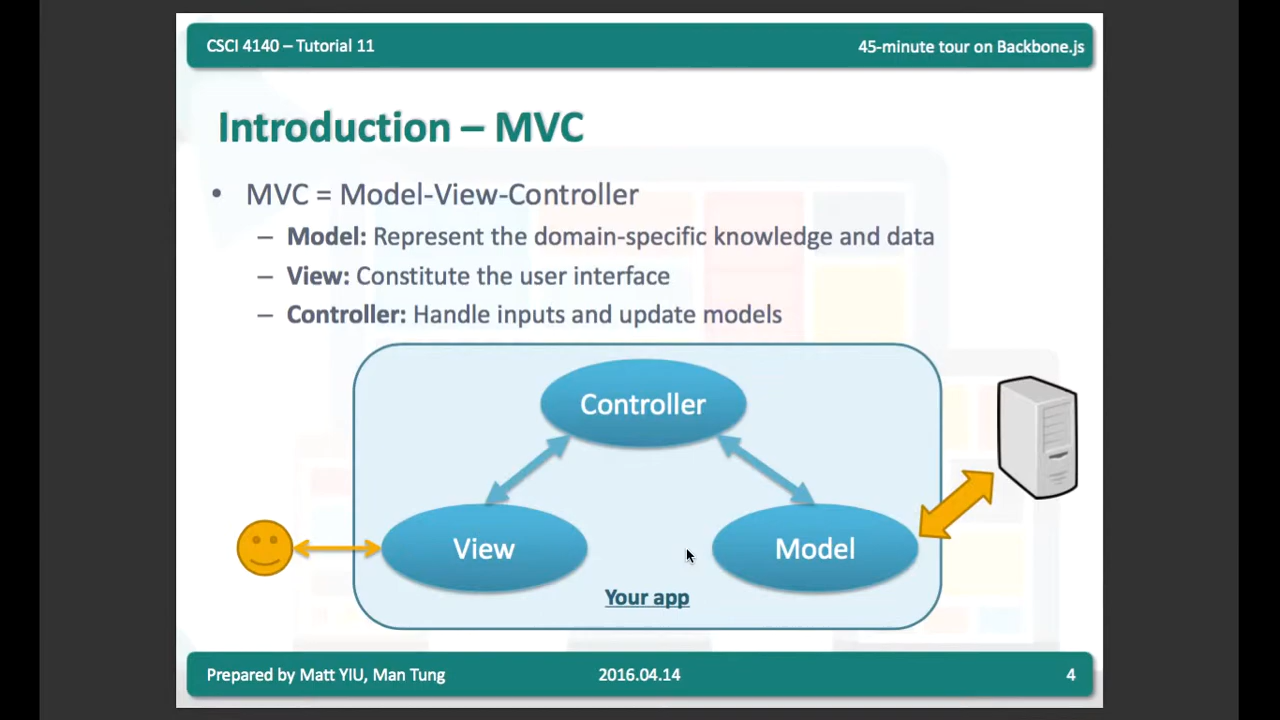 CSCI 4140 – Tutorial 11
45-minute tour on Backbone.js
Introduction – MVC
• MVC = Model-View-Controller
– Model: Represent the domain-specific knowledge and data
– View: Constitute the user interface
– Controller: Handle inputs and update models
Controller
View
Model
Your app
Prepared by Matt YIU, Man Tung
2016.04.14
4